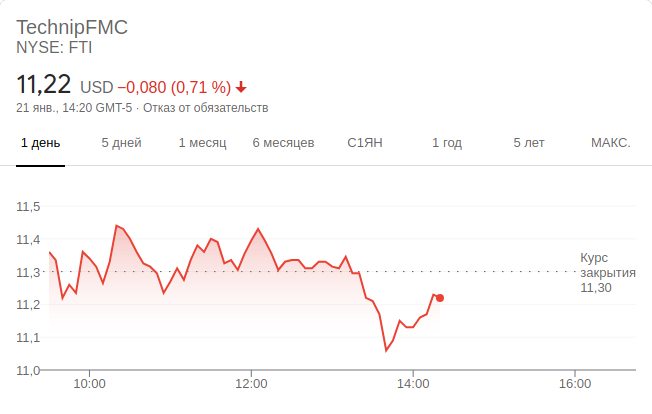 TechnipFMC
NYSE: FTI
11,22 USD −0,080 (0,71 %)
21 янв., 14:20 GMT-5 · Отказ от обязательств
1 день 5 дней 1 месяц 6 месяцев С1ЯН 1 год 5 лет МАКС.
11,5
11,4
11,3
11,2
11,1
11,0
Курс
закрытия
11,30
10:00 12:00 14:00 16:00